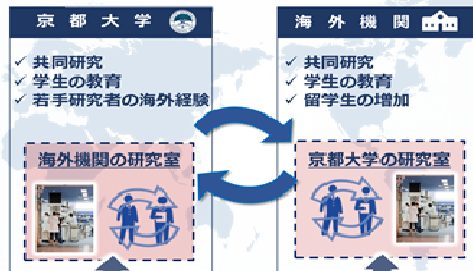 京都大学
✓ 共同研究
✓ 学生の教育
✓ 若手研究者の海外経験
海外機関の研究室
海外機関
✓ 共同研究
✓ 学生の教育
✓ 留学生の増加
京都大学の研究室